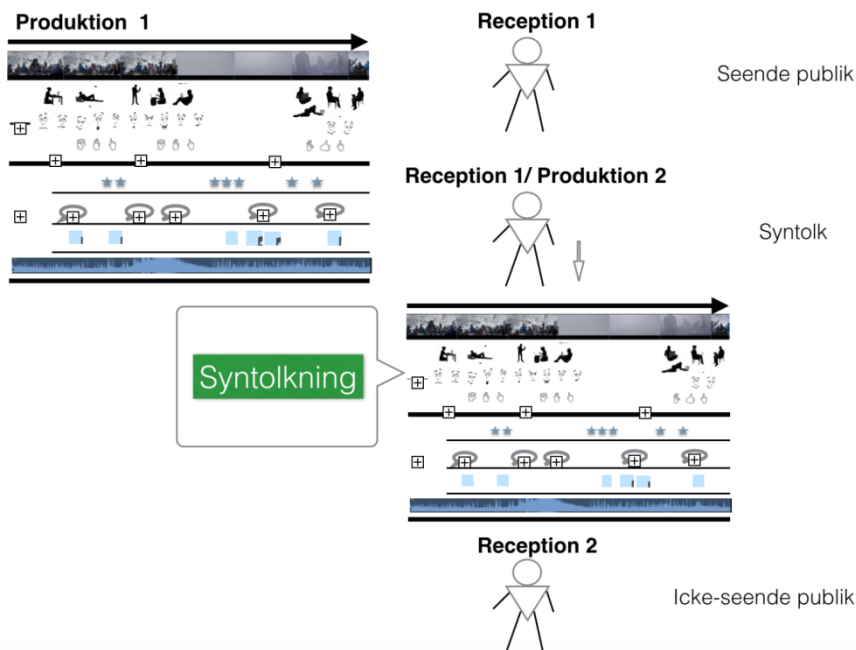 Produktion 1
Reception 1
Seende publik
Reception 1/ Produktion 2
Syntolk
Syntolkning
Reception 2
Icke-seende publik